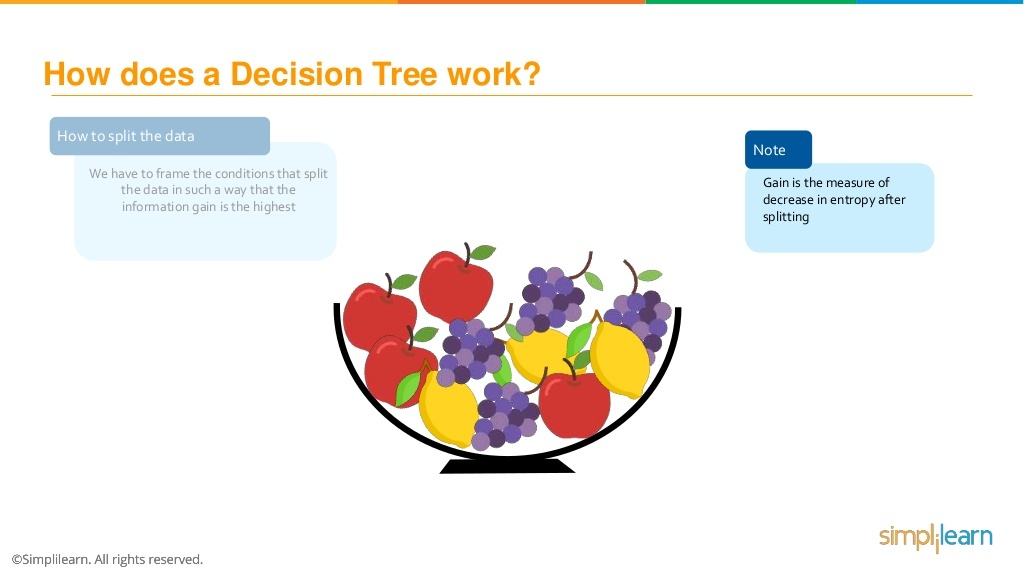 How does a Decision Tree work?
How to split the data
We have to frame the conditions that split
the data in such a way that the
information gain is the highest
Note
Gain is the measure of
decrease in entropy after
splitting
simplilearn
©Simplilearn. All rights reserved.